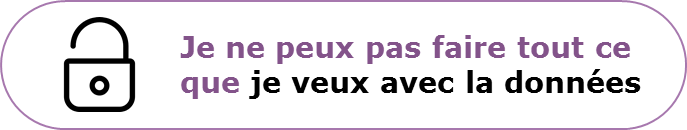 Je ne peux pas faire tout ce
que je veux avec la données